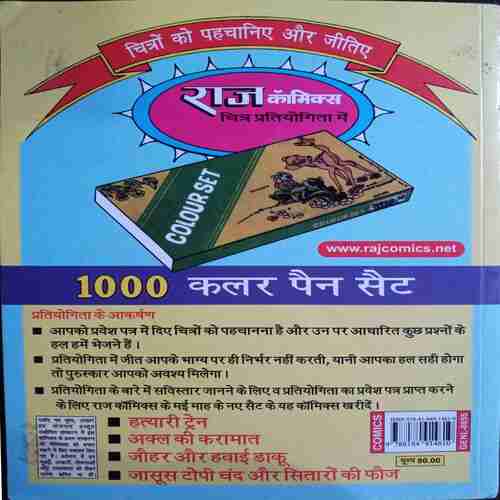 चित्रों को पहचानिए और जीतिए
राज कॉमिक्स
चित्र प्रतियोगिता में
COLOUR SET
www.rajcomics.net
1000 कलर पैन सैट
प्रतियोगिता के आकर्षण
आपको प्रवेश पत्र में दिए चित्रों को पहचानना है और उन पर आधारित कुछ प्रश्नों के
हल हमें भेजने हैं।
प्रतियोगिता में जीत आपके भाग्य पर ही निर्भर नहीं करती, यानी आपका हल सही होगा
तो पुरुस्कार आपको अवश्य मिलेगा।
प्रतियोगिता के बारे में सविस्तार जानने के लिए व प्रतियोगिता का प्रवेश पत्र प्राप्त करने
के लिए राज कॉमिक्स के मई माह के नए सैट के यह कॉमिक्स खरीदें।
हत्यारी ट्रेन
अक्ल की करामात
जौहर और हवाई डाकू
जासूस टोपी चंद और सितारों की फौज
COMICS
मूल्य 80.00